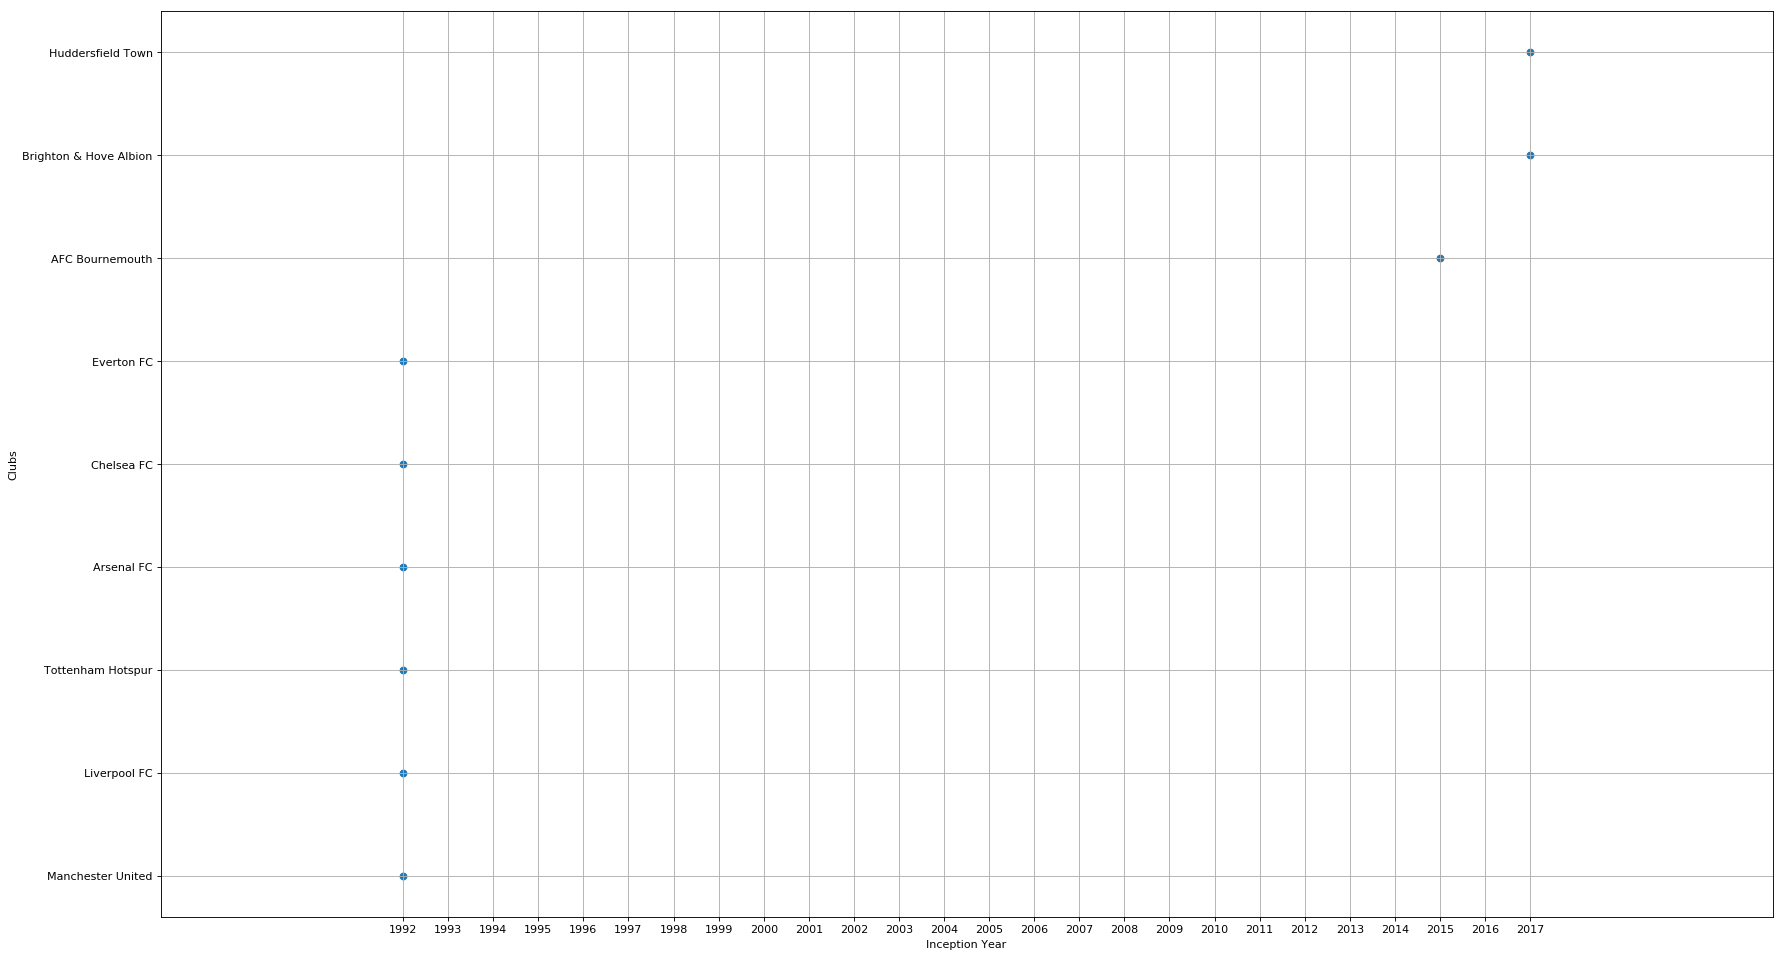 Huddersfield Town
Brighton & Hove Albion
AFC Bournemouth
Everton FC
Chelsea FC
Arsenal FC
Tottenham Hotspur
Liverpool FC
Manchester United
Clubs
1992 1993 1994 1995 1996 1997 1998 1999 2000 2001 2002 2003 2004 2005 2006 2007 2008 2009 2010 2011 2012 2013 2014 2015 2016 2017
Inception Year